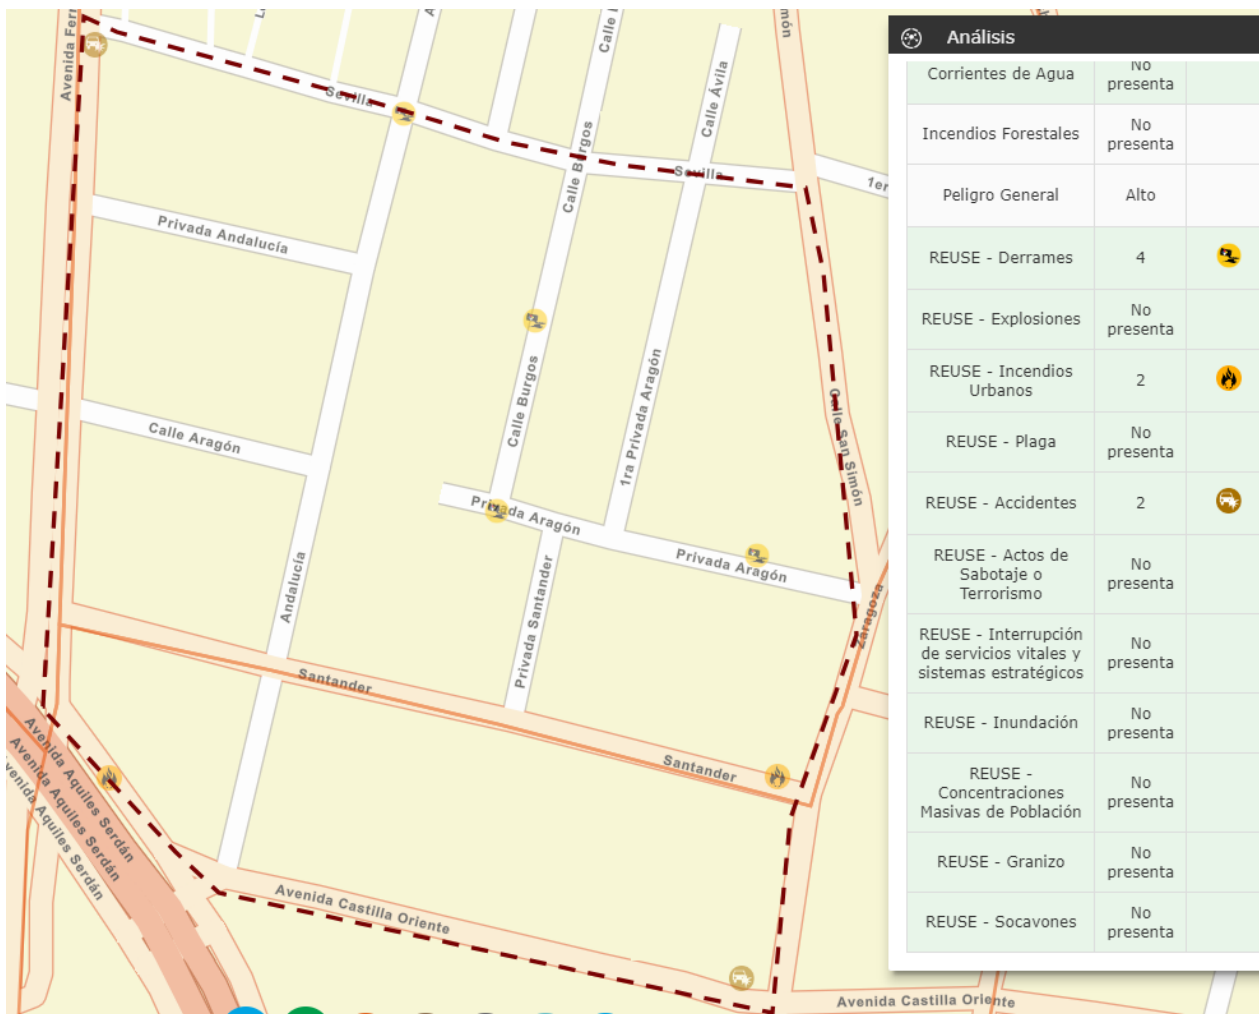 Avenida Fer
Calle
món
Sevilla
Calle Burgos
Calle Ávila
Sevilla
1er
Privada Andalucía
Calle Aragón
Calle Burgos
1ra Privada Aragón
Calle San Simón
Privada Aragón
Privada Aragón
Andalucía
Privada Santander
Zaragoza
Santander
Santander
Avenida Aquiles Serdán
Avenida Aquiles Serdán
venida Aquiles Serdán
Avenida Castilla Oriente
Avenida Castilla Oriente
Análisis
Corrientes de Agua
No
presenta
Incendios Forestales
No
presenta
Peligro General
Alto
REUSE - Derrames
4
REUSE - Explosiones
No
presenta
REUSE - Incendios
Urbanos
2
REUSE - Plaga
No
presenta
REUSE - Accidentes
2
REUSE - Actos de
Sabotaje o
Terrorismo
No
presenta
REUSE - Interrupción
de servicios vitales y
sistemas estratégicos
No
presenta
REUSE - Inundación
No
presenta
REUSE -
Concentraciones
Masivas de Población
No
presenta
REUSE - Granizo
No
presenta
REUSE - Socavones
No
presenta